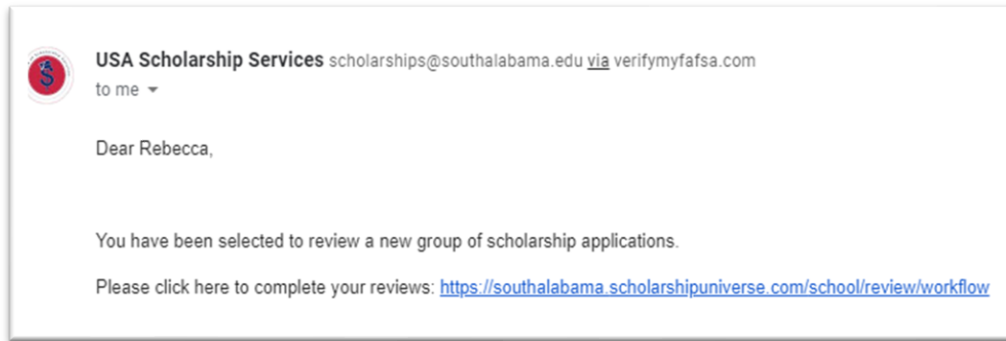 USA Scholarship Services scholarships@southalabama.edu via verifymyfafsa.com
to me
Dear Rebecca,
You have been selected to review a new group of scholarship applications.
Please click here to complete your reviews: https://southalabama.scholarshipuniverse.com/school/review/workflow